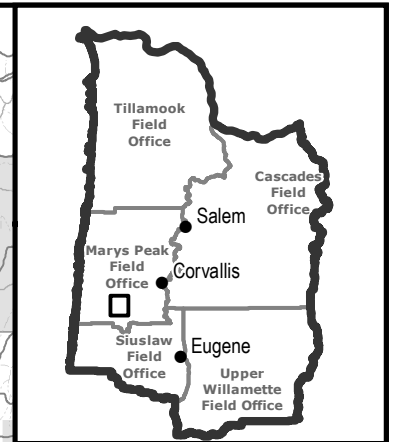 Tillamook
Field
Office
Cascades
Field
Office
Salem
Marys Peak
Field
Office
Corvallis
Siuslaw
Field
Office
Eugene
Upper
Willamette
Field Office